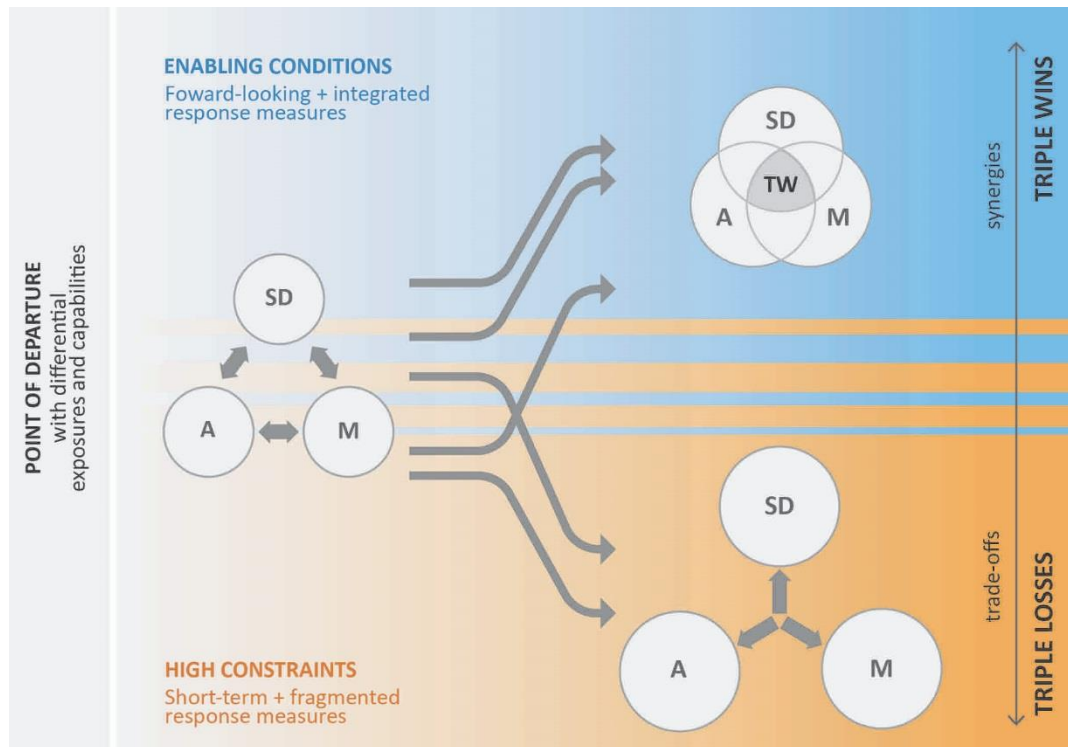 POINT OF DEPARTURE
with differential
exposures and capabilities
ENABLING CONDITIONS
Foward-looking + integrated
response measures
SD
A
M
HIGH CONSTRAINTS
Short-term + fragmented
response measures
SD
TW
A
M
SD
A
M
synergies
TRIPLE WINS
trade-offs
TRIPLE LOSSES